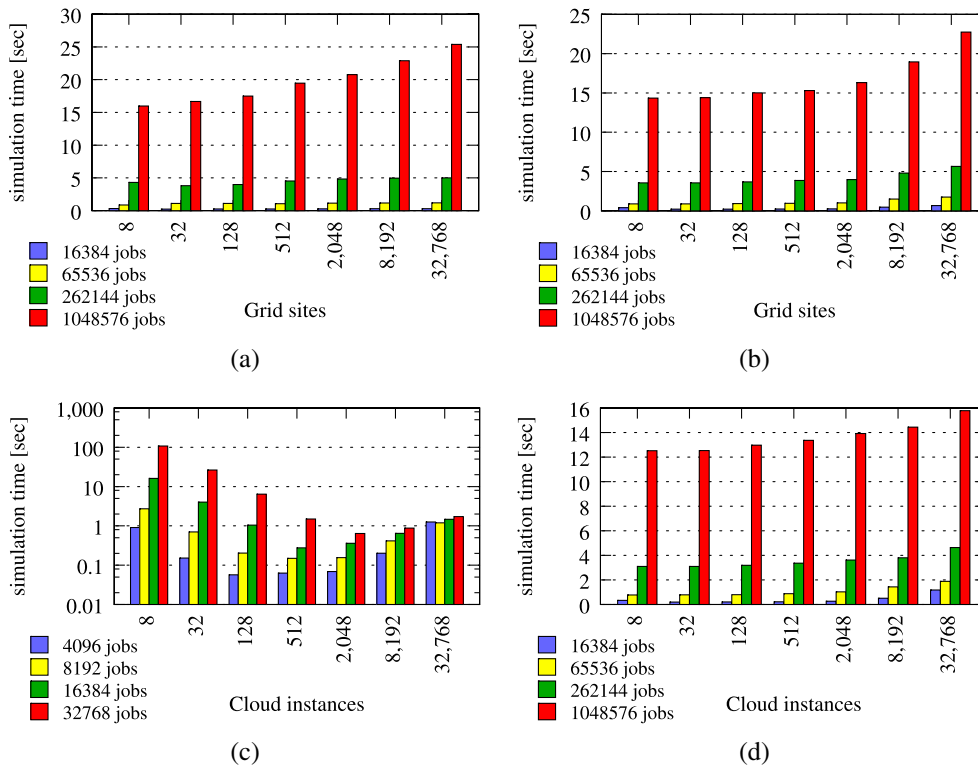 simulation time [sec]
30
25
20
15
10
5
0
8
32
128
512
2,048
8,192
32,768
16384 jobs
65536 jobs
262144 jobs
1048576 jobs
Grid sites
(a)
simulation time [sec]
25
20
15
10
5
0
8
32
128
512
2,048
8,192
32,768
16384 jobs
65536 jobs
262144 jobs
1048576 jobs
Grid sites
(b)
simulation time [sec]
1,000
100
10
1
0.1
0.01
8
32
128
512
2,048
8,192
32,768
4096 jobs
8192 jobs
16384 jobs
32768 jobs
Cloud instances
(c)
simulation time [sec]
16
14
12
10
8
6
4
2
0
8
32
128
512
2,048
8,192
32,768
16384 jobs
65536 jobs
262144 jobs
1048576 jobs
Cloud instances
(d)